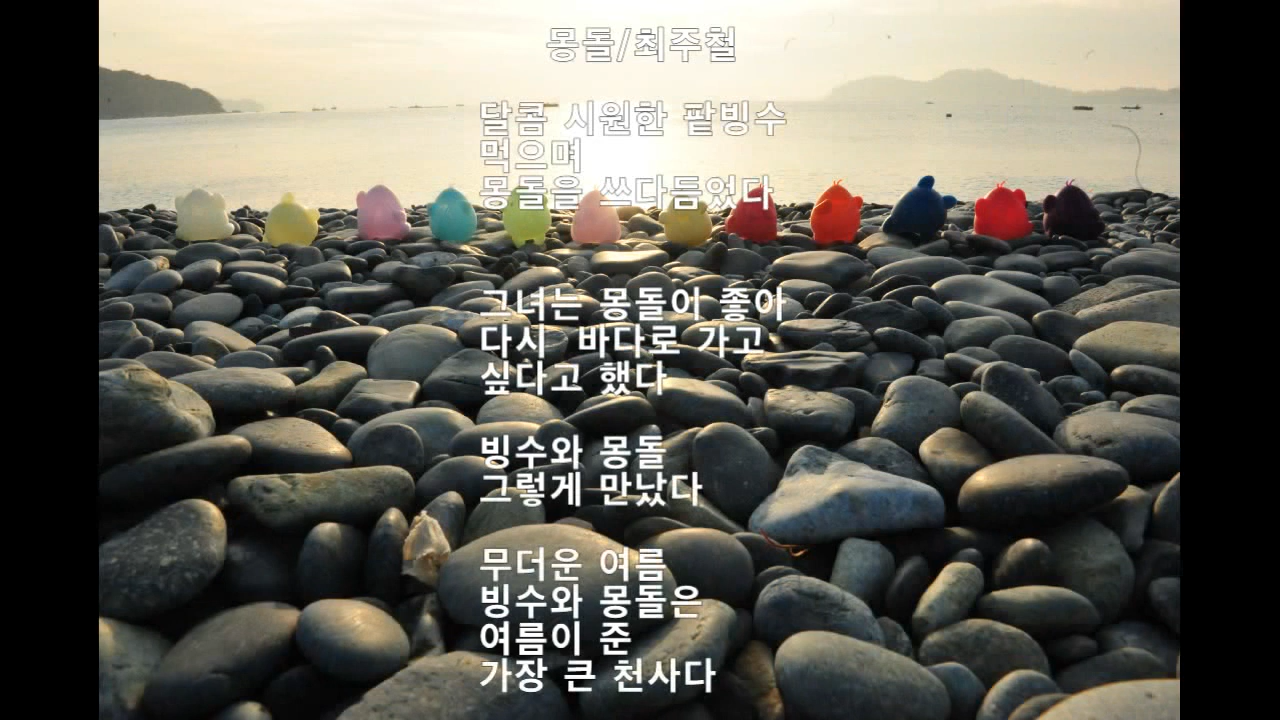 몽돌/최주철
달콤 시원한 팥빙수
먹으며
몽돌을 쓰다듬었다
그녀는 몽돌이 좋아
다시 바다로 가고
싶다고 했다
빙수와 몽돌
그렇게 만났다
무더운 여름
빙수와 몽돌은
여름이 준
가장 큰 천사다